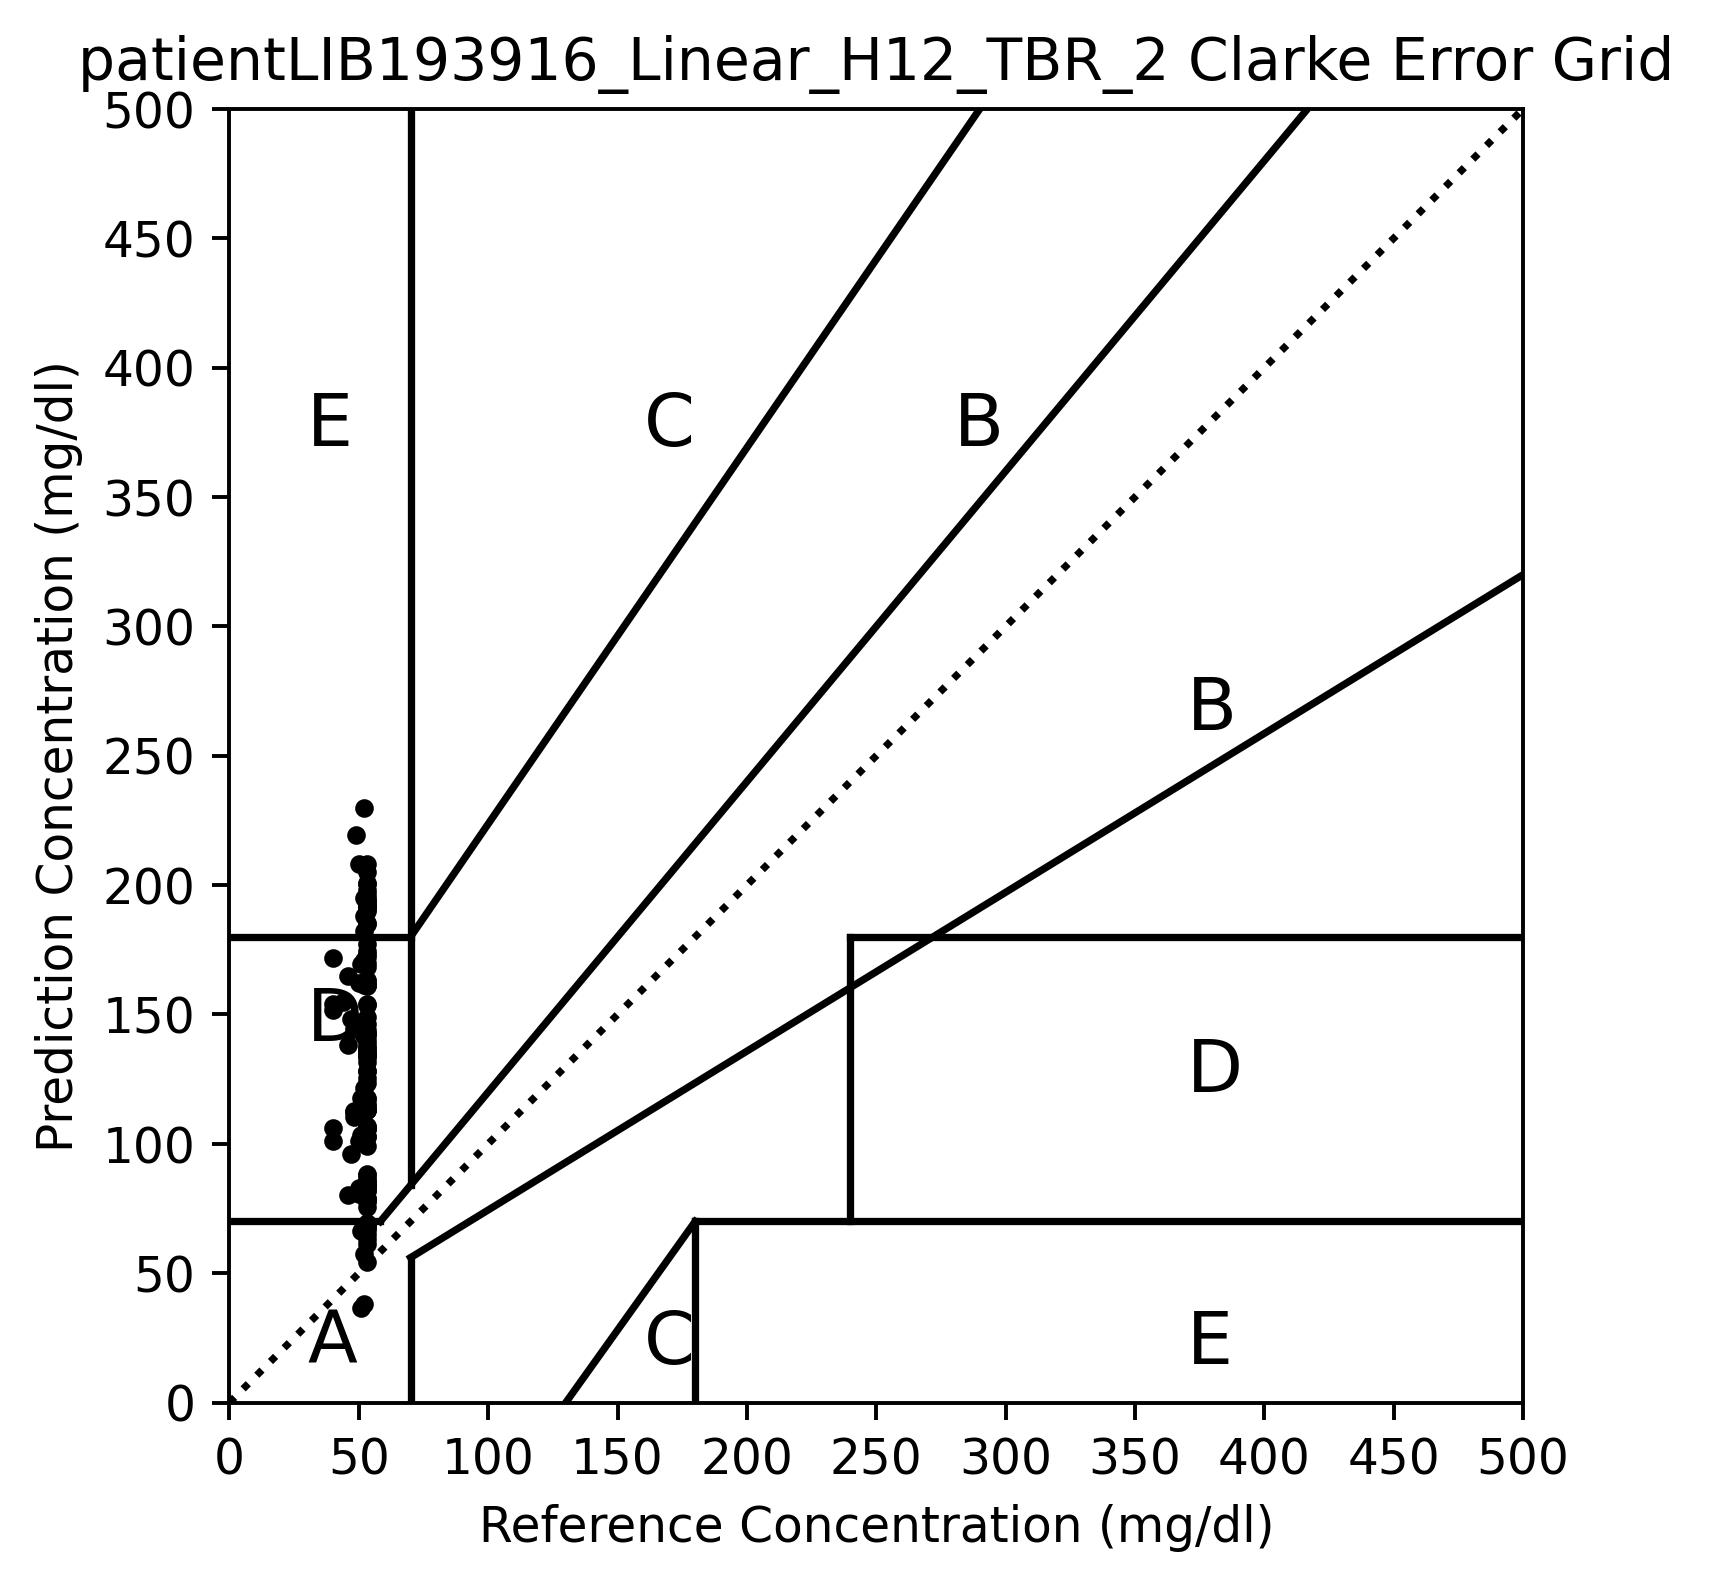 patientLIB193916_Linear_H12_TBR_2 Clarke Error Grid
500
450
400
350
300
250
200
150
100
50
0
Prediction Concentration (mg/dl)
E
C
B
B
D
D
A
C
E
0 50 100 150 200 250 300 350 400 450 500
Reference Concentration (mg/dl)